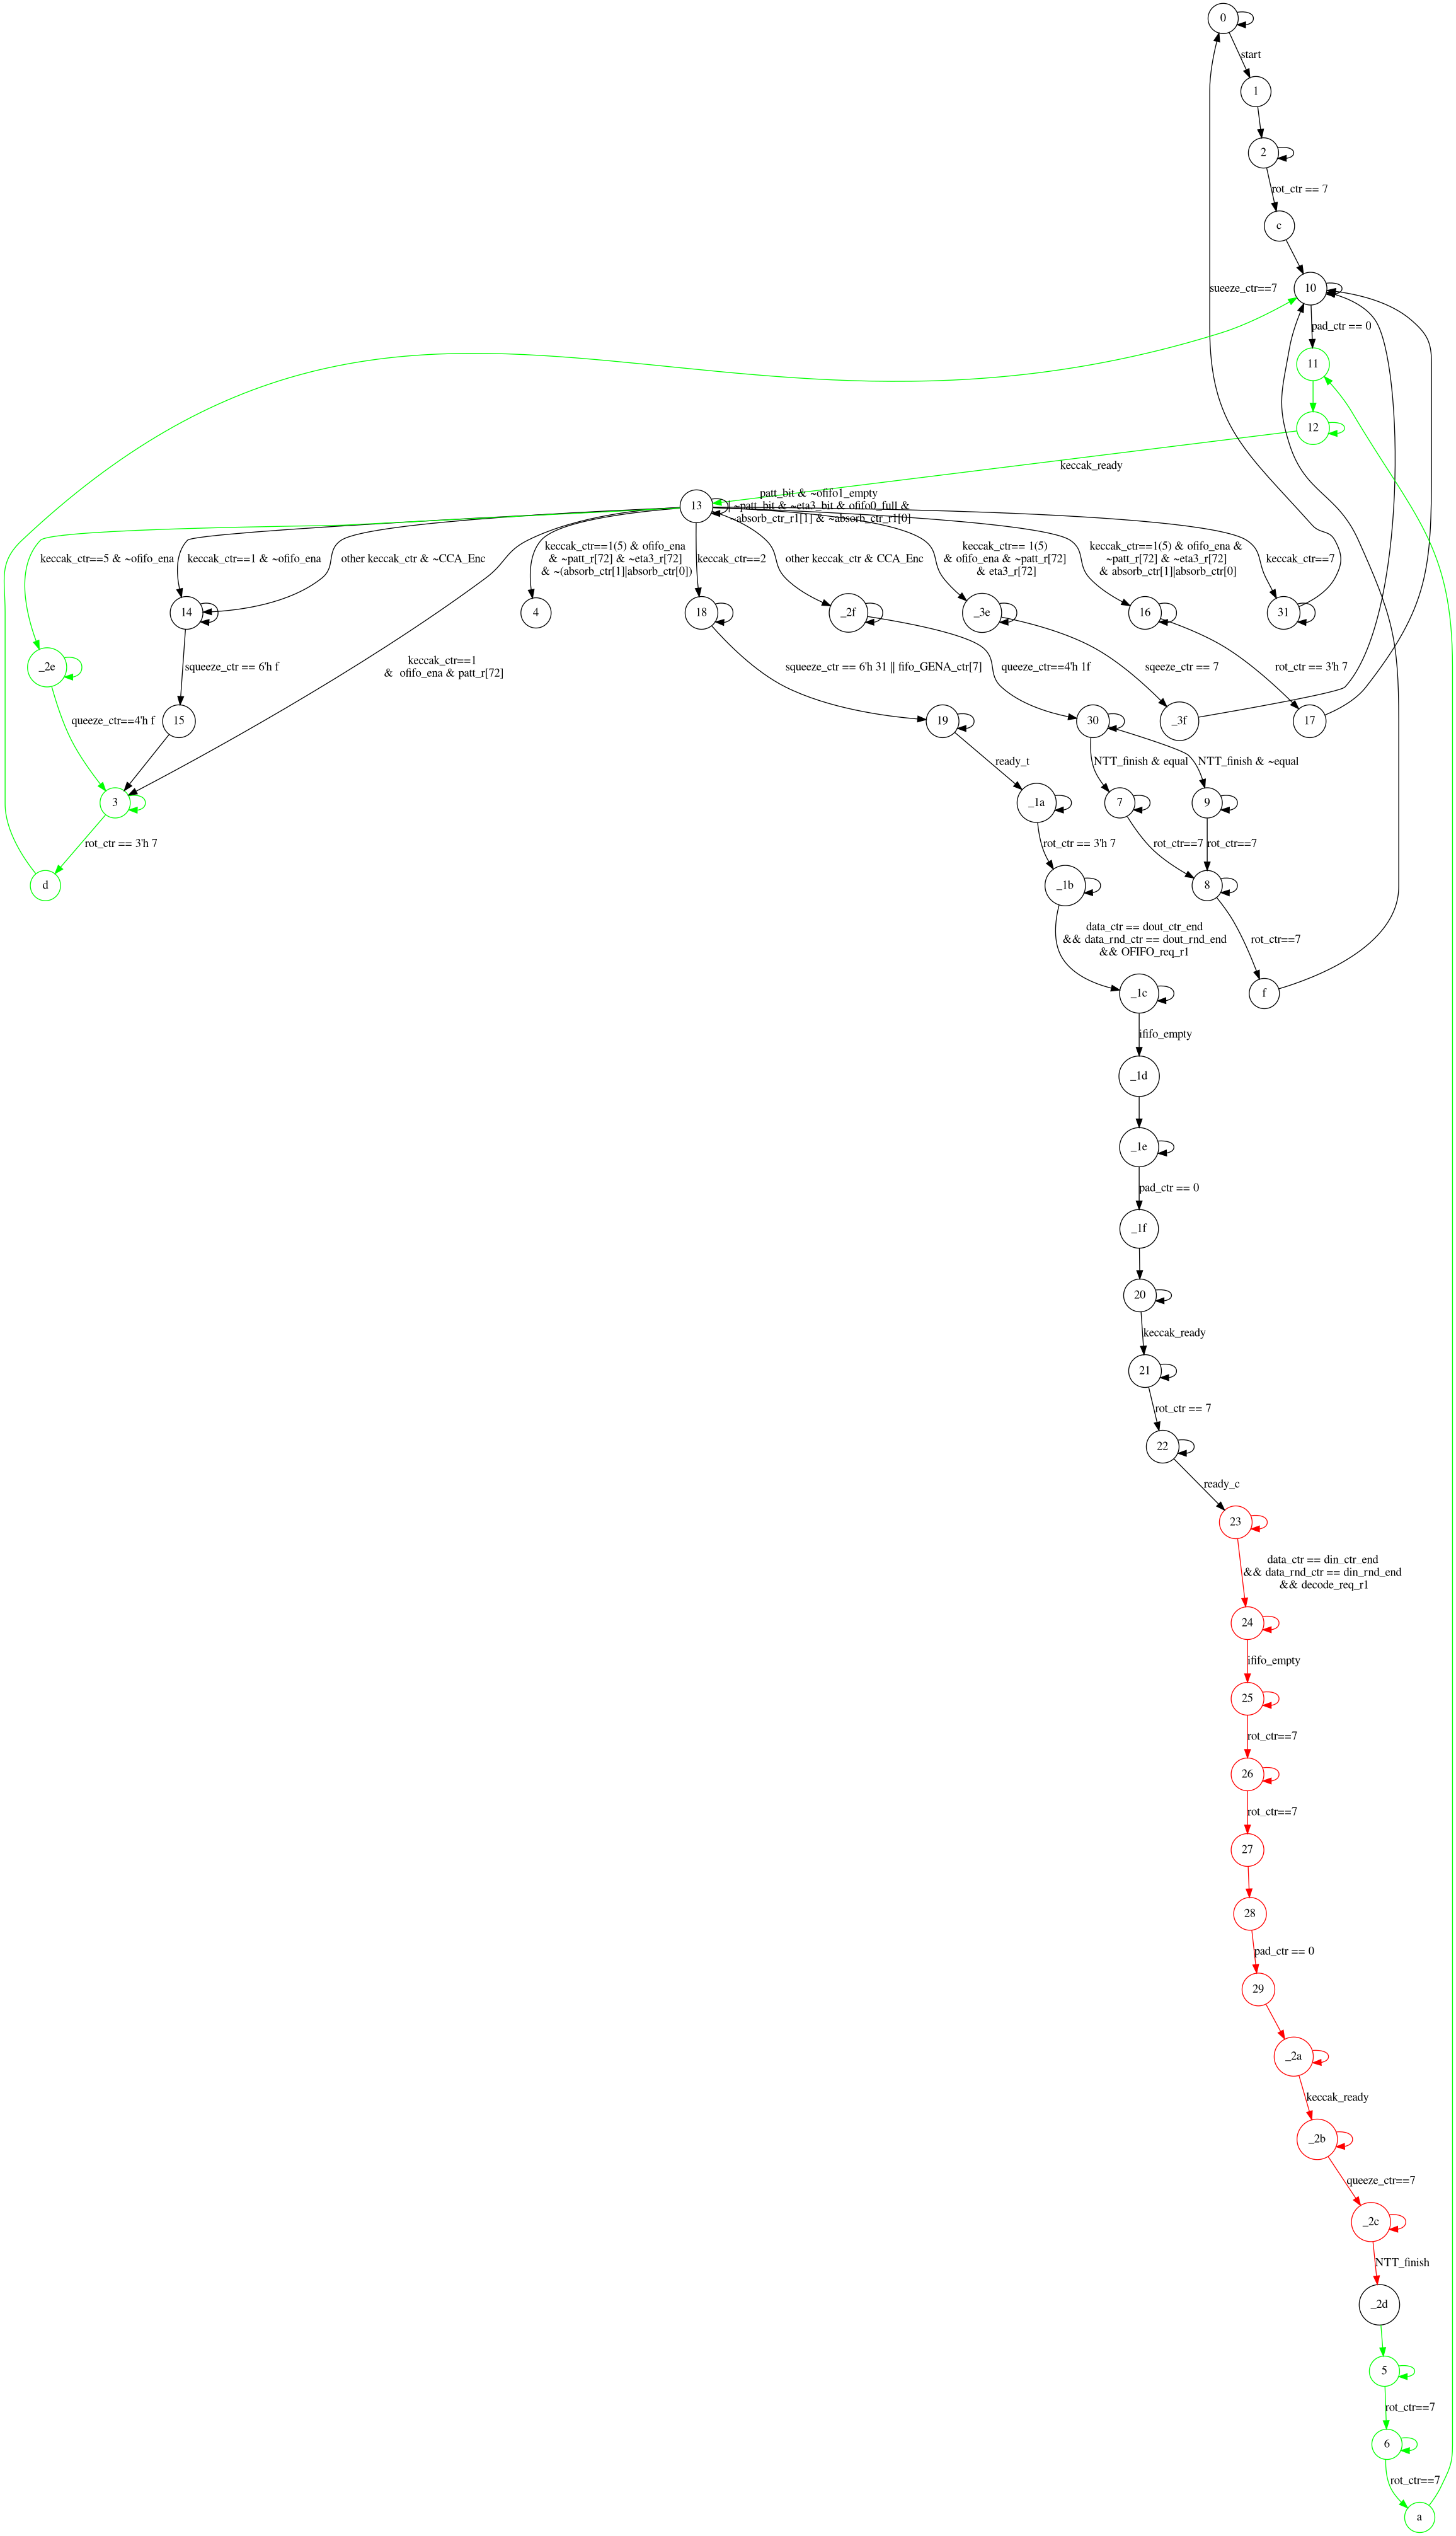 0
start
1
2
rot_ctr == 7
c
sueeze_ctr==7
10
pad_ctr == 0
11
12
keccak_ready
13
patt_bit & ~ofifo1_empty
| ~patt_bit & ~eta3_bit & ofifo0_full &
~absorb_ctr_r1[1] & ~absorb_ctr_r1[0]
keccak_ctr==5 & ~ofifo_ena
keccak_ctr==1 & ~ofifo_ena
other keccak_ctr & ~CCA_Enc
keccak_ctr==1(5) & ofifo_ena
& ~patt_r[72] & ~eta3_r[72]
& ~(absorb_ctr[1]|absorb_ctr[0])
keccak_ctr==2
other keccak_ctr & CCA_Enc
keccak_ctr== 1(5)
& ofifo_ena & ~patt_r[72]
& eta3_r[72]
keccak_ctr==1(5) & ofifo_ena &
~patt_r[72] & ~eta3_r[72]
& absorb_ctr[1]|absorb_ctr[0]
keccak_ctr==7
14
4
18
_2f
_3e
16
31
_2e
squeeze_ctr == 6'h f
keccak_ctr==1
& ofifo_ena & patt_r[72]
squeeze_ctr == 6'h 31 || fifo_GENA_ctr[7]
queeze_ctr==4'h 1f
sqeeze_ctr == 7
rot_ctr == 3'h 7
queeze_ctr==4'h f
15
19
30
_3f
17
ready_t
NTT_finish & equal
NTT_finish & ~equal
3
_1a
7
9
rot_ctr == 3'h 7
rot_ctr == 3'h 7
rot_ctr==7
rot_ctr==7
d
_1b
8
data_ctr == dout_ctr_end
&& data_rnd_ctr == dout_rnd_end
&& OFIFO_req_r1
rot_ctr==7
_1c
f
ififo_empty
_1d
_1e
pad_ctr == 0
_1f
20
keccak_ready
21
rot_ctr == 7
22
ready_c
23
data_ctr == din_ctr_end
&& data_rnd_ctr == din_rnd_end
&& decode_req_r1
24
ififo_empty
25
rot_ctr==7
26
rot_ctr==7
27
28
pad_ctr == 0
29
_2a
keccak_ready
_2b
queeze_ctr==7
_2c
NTT_finish
_2d
5
rot_ctr==7
6
rot_ctr==7
a